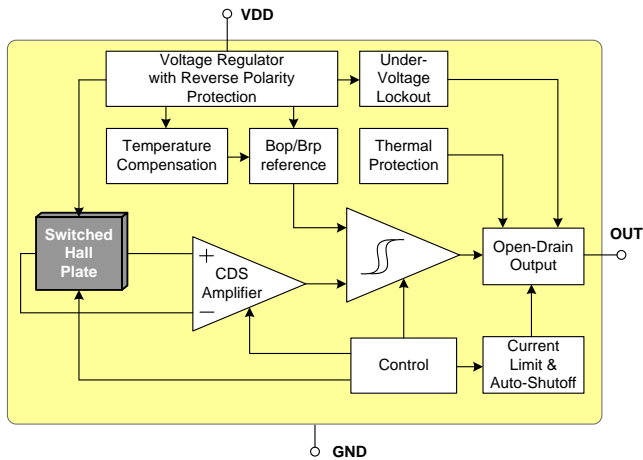 VDD
Voltage Regulator
with Reverse Polarity
Protection
Under-
Voltage
Lockout
Temperature
Compensation
Bop/Brp
reference
Thermal
Protection
Switched
Hall
Plate
+
CDS
Amplifier
−
Open-Drain
Output
OUT
Control
Current
Limit &
Auto-Shutoff
GND